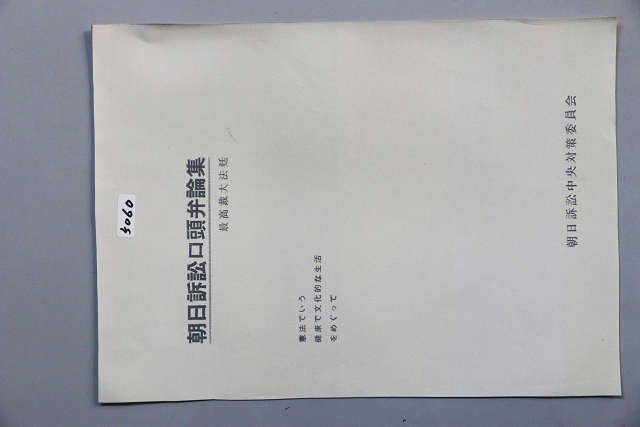 朝日訴訟口頭弁論集
最高裁大法廷
憲法でいう
健康で文化的な生活
をめぐって
朝日訴訟中央対策委員会
5060